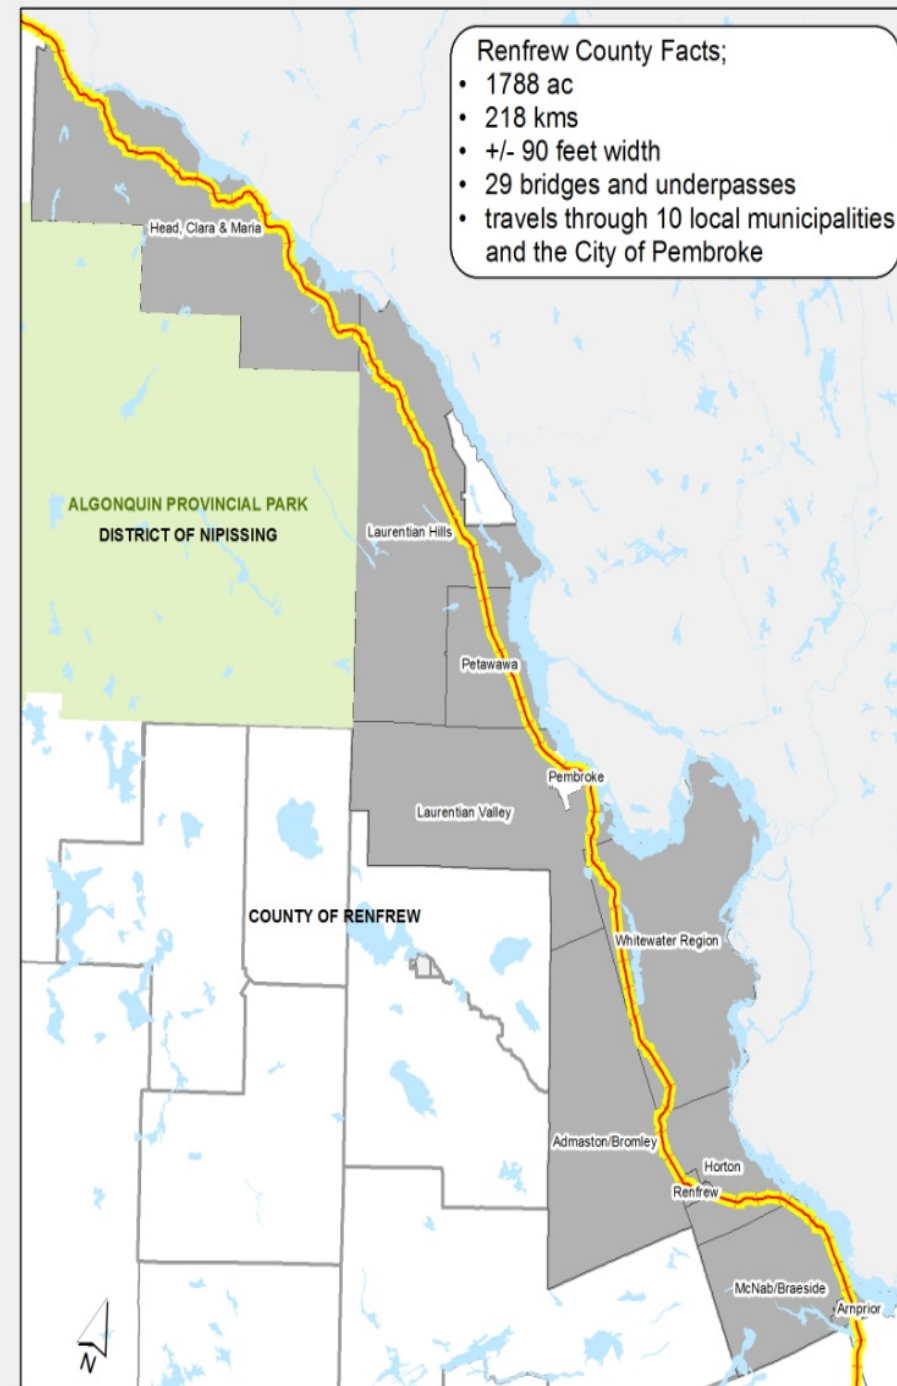 Renfrew County Facts;
• 1788 ac
• 218 kms
• +/- 90 feet width
• 29 bridges and underpasses
• travels through 10 local municipalities
and the City of Pembroke
Head, Clara & Maria
ALGONQUIN PROVINCIAL PARK
DISTRICT OF NIPISSING
Laurentian Hills
Petawawa
Pembroke
Laurentian Valley
COUNTY OF RENFREW
Whitewater Region
Admaston/Bromley
Horton
Renfrew
McNab/Braeside
Arnprior
N